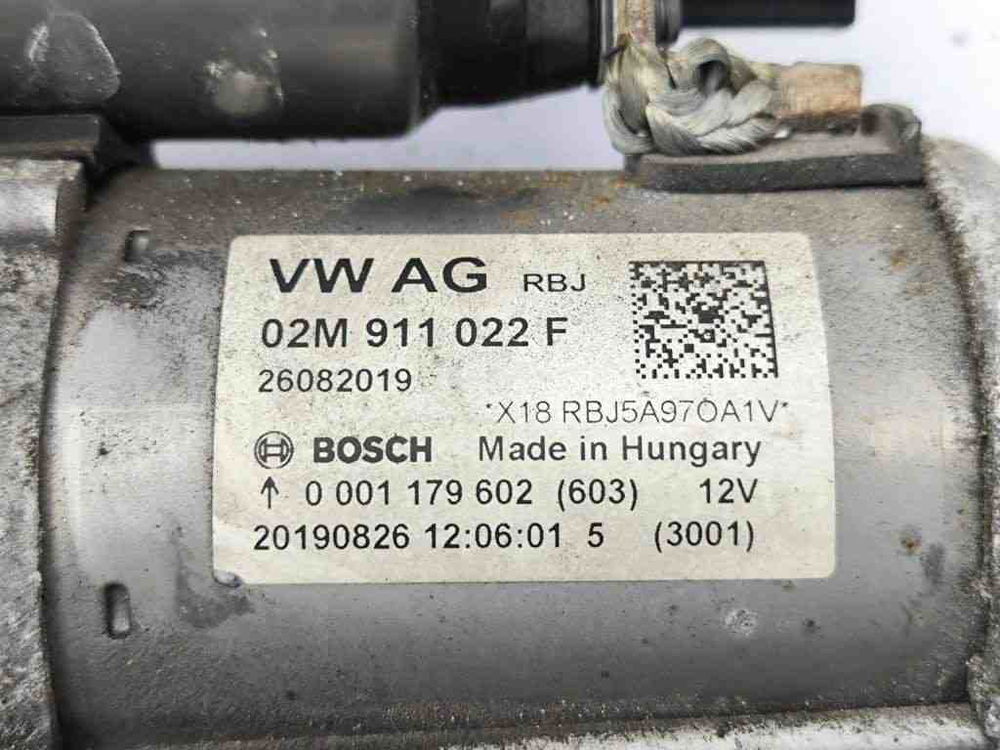 VW AG RBJ
02M 911 022 F
26082019
*X18 RBJ5A97OA1V*
BOSCH Made in Hungary
↑ 0 001 179 602 (603) 12V
20190826 12:06:01 5 (3001)